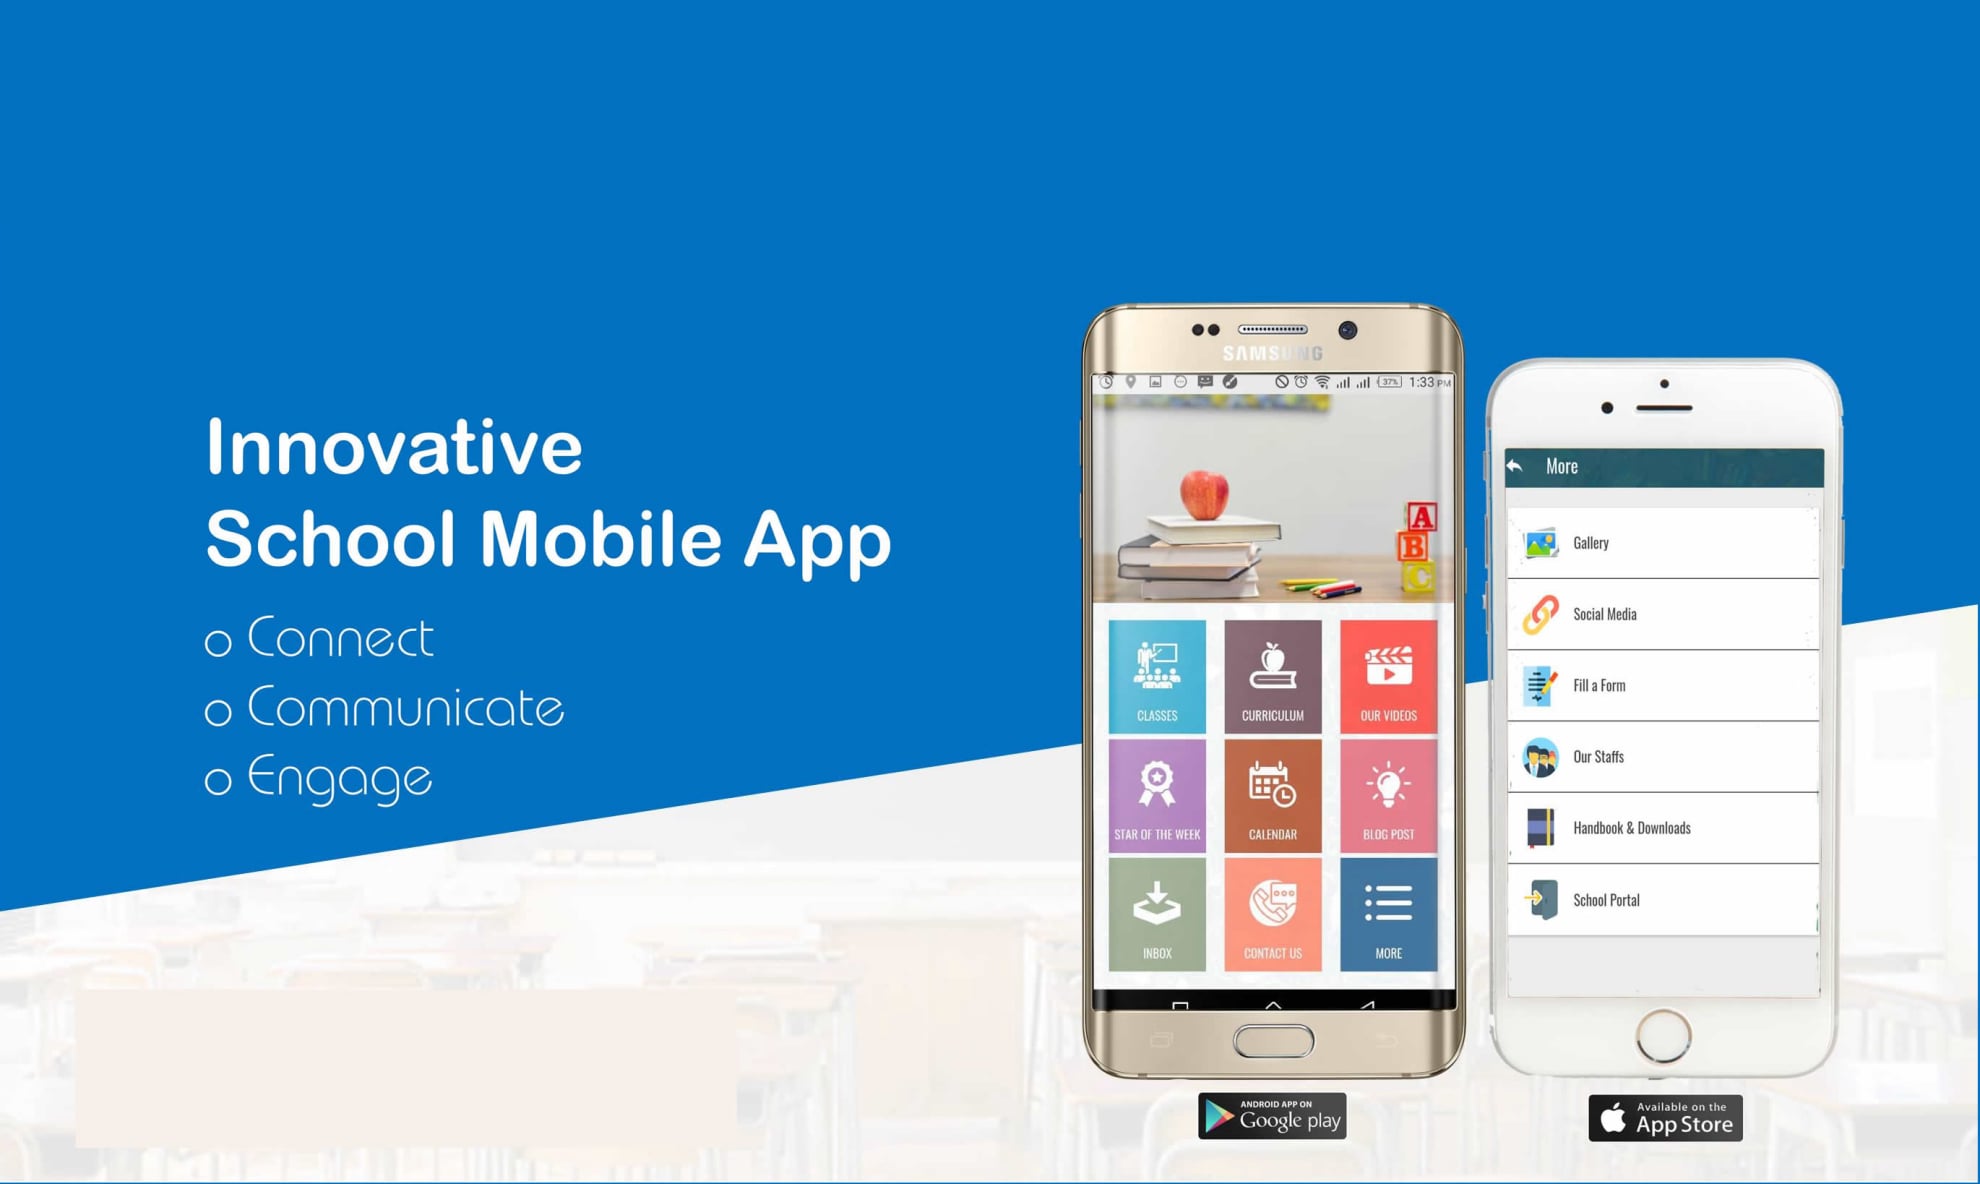 Innovative
School Mobile App
o Connect
o Communicate
o Engage
SAMSUNG
37% 1:33 PM
A
B
C
CLASSES
CURRICULUM
OUR VIDEOS
STAR OF THE WEEK
CALENDAR
BLOG POST
INBOX
CONTACT US
MORE
More
Gallery
Social Media
Fill a Form
Our Staffs
Handbook & Downloads
School Portal
ANDROID APP ON
Google play
Available on the
App Store